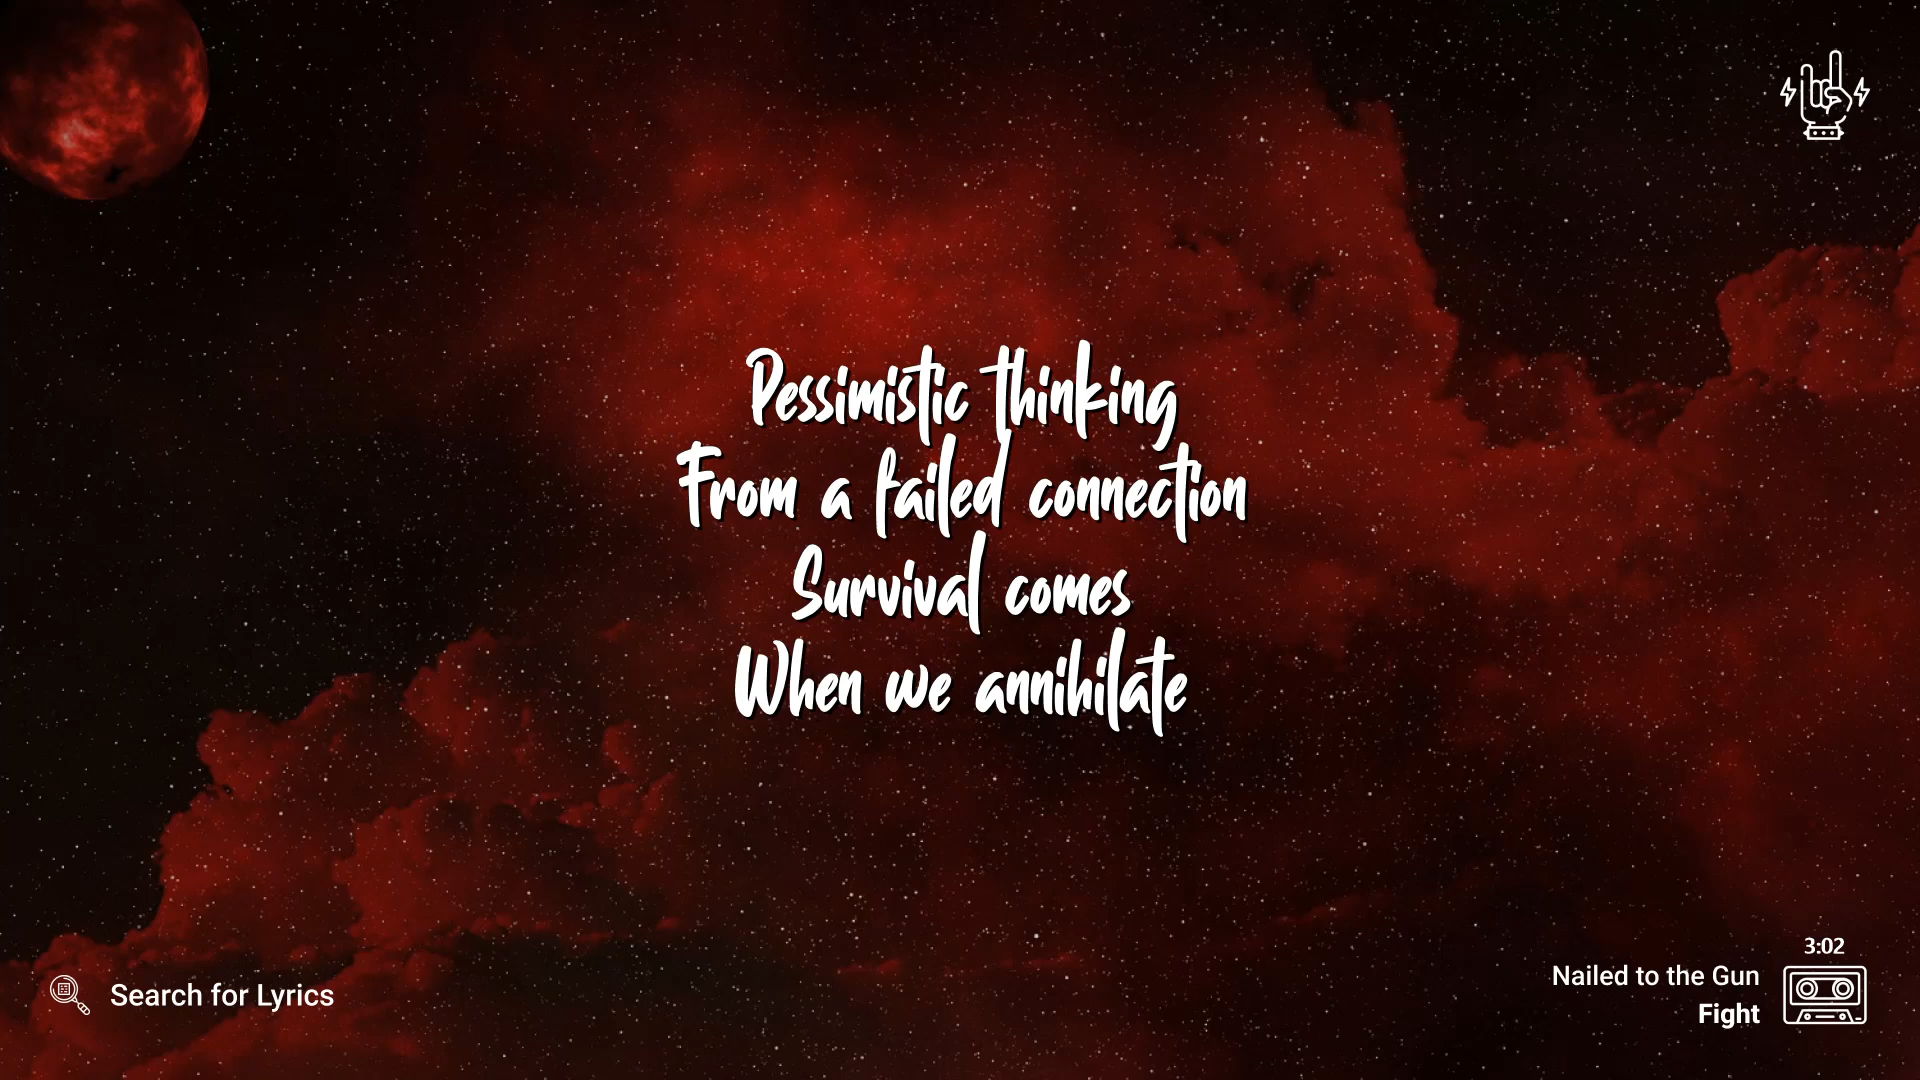 Pessimistic thinking
From a failed connection
Survival comes
When we annihilate
Search for Lyrics
3:02
Nailed to the Gun
Fight